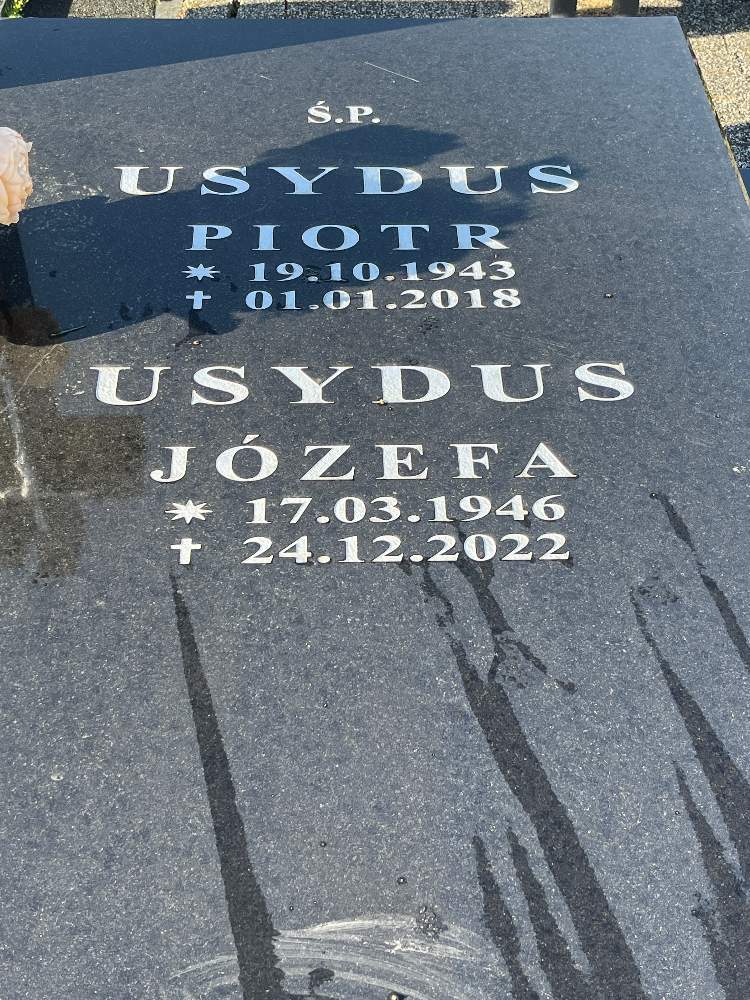 Ś.P.
USYDUS
PIOTR
✷ 19.10.1943
✝ 01.01.2018
USYDUS
JÓZEFA
✷ 17.03.1946
✝ 24.12.2022